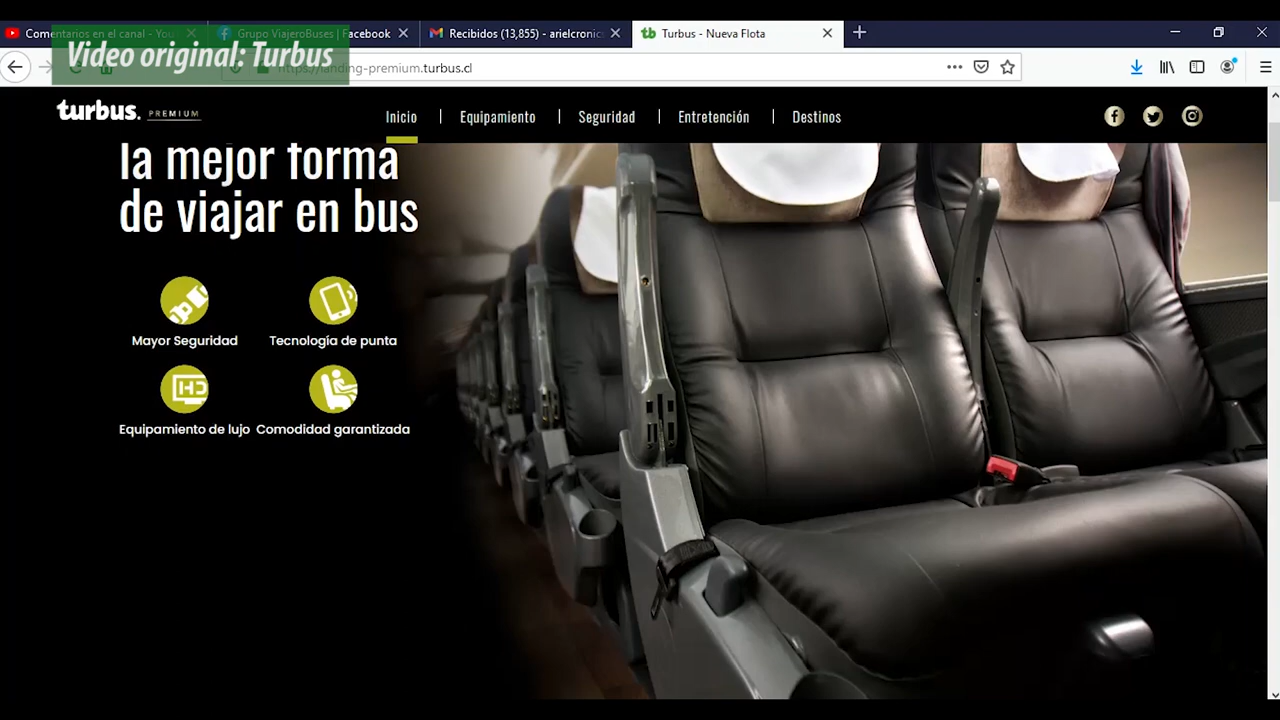 Comentarios en el canal - You
Grupo ViajeroBuses | Facebook
Recibidos (13,855) - arielcronic
Turbus - Nueva Flota
Video original: Turbus
https://landing-premium.turbus.cl
turbus. PREMIUM
Inicio
Equipamiento
Seguridad
Entretención
Destinos
la mejor forma
de viajar en bus
Mayor Seguridad
Tecnología de punta
HD
Equipamiento de lujo
Comodidad garantizada